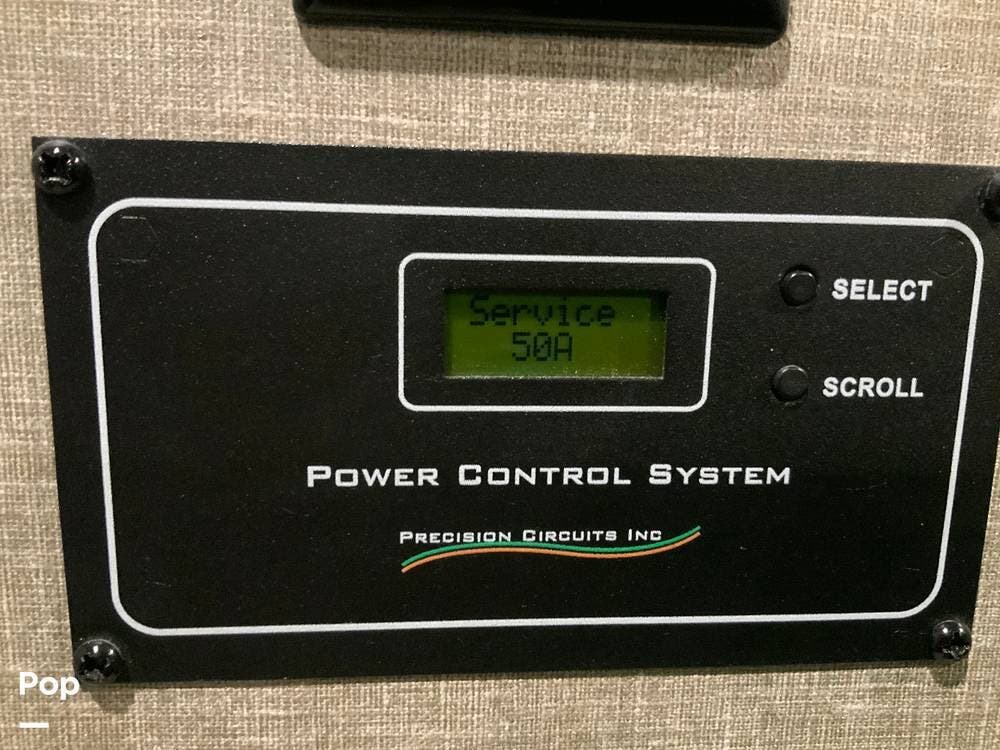 Service
50A
SELECT
SCROLL
POWER CONTROL SYSTEM
PRECISION CIRCUITS INC
Pop